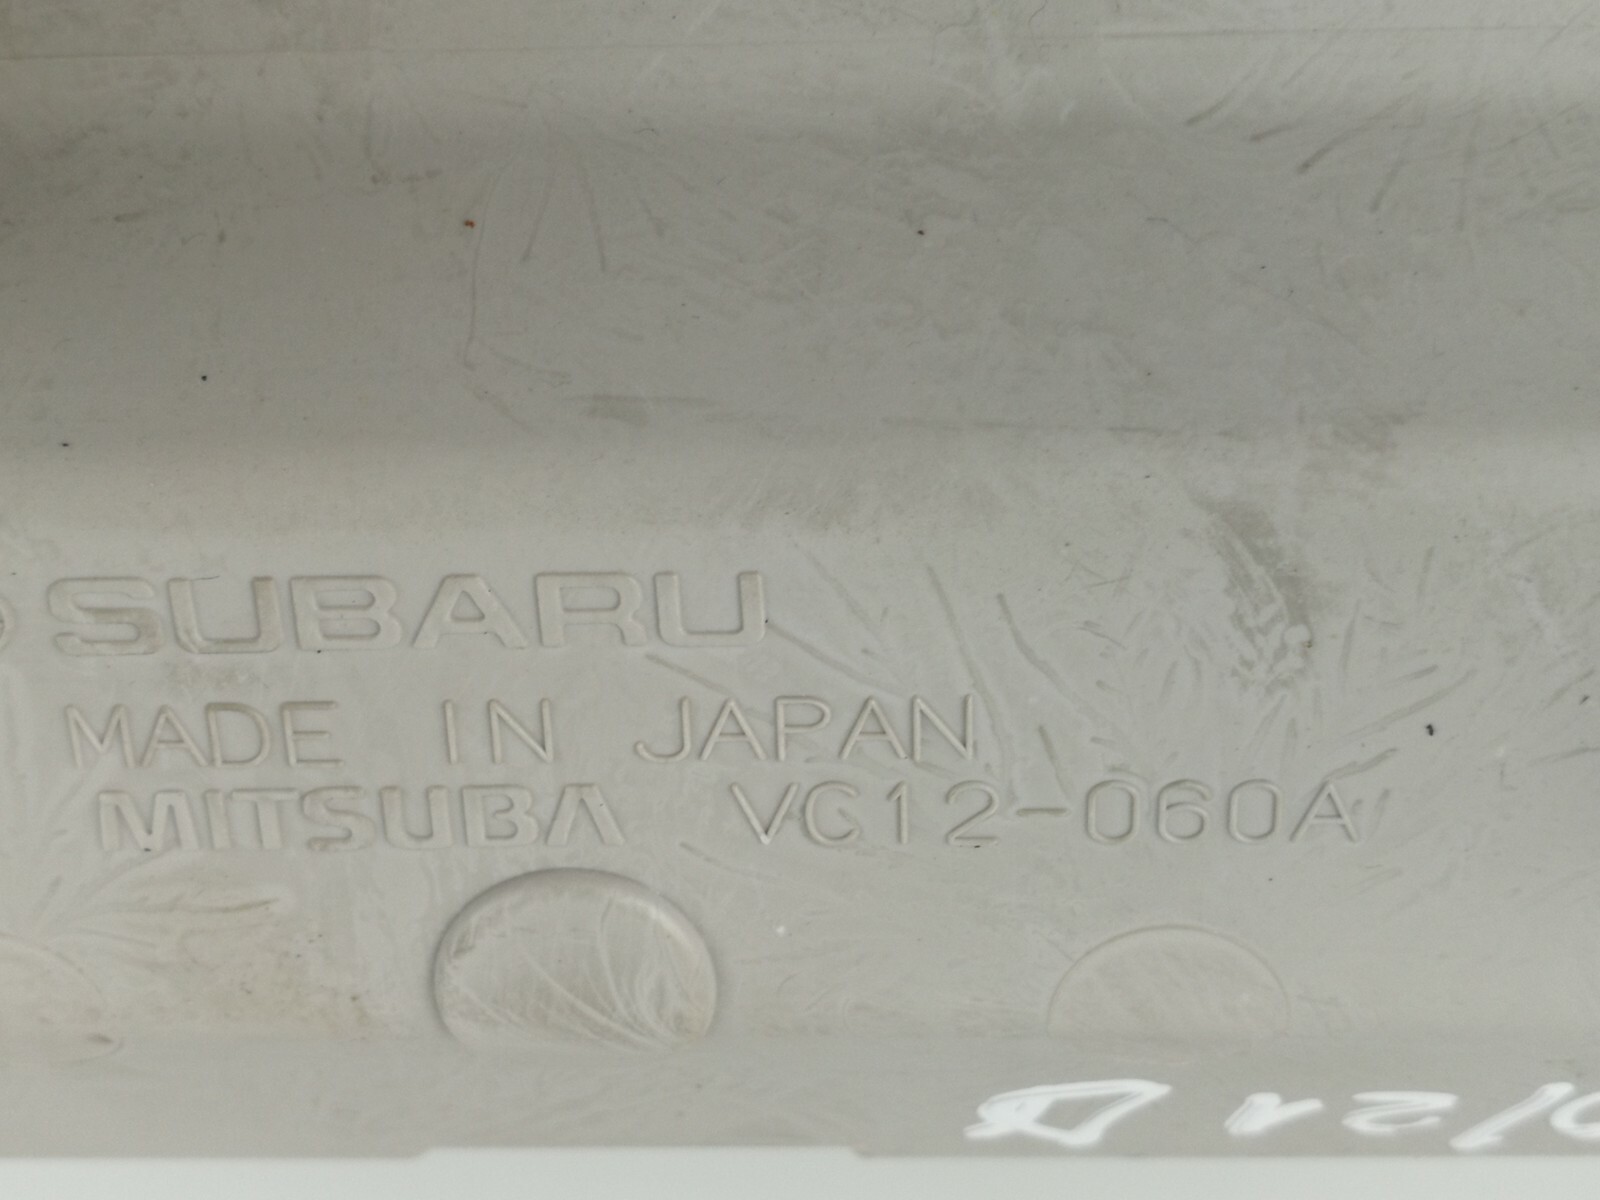 SUBARU
MADE IN JAPAN
MITSUBA VC12-060A